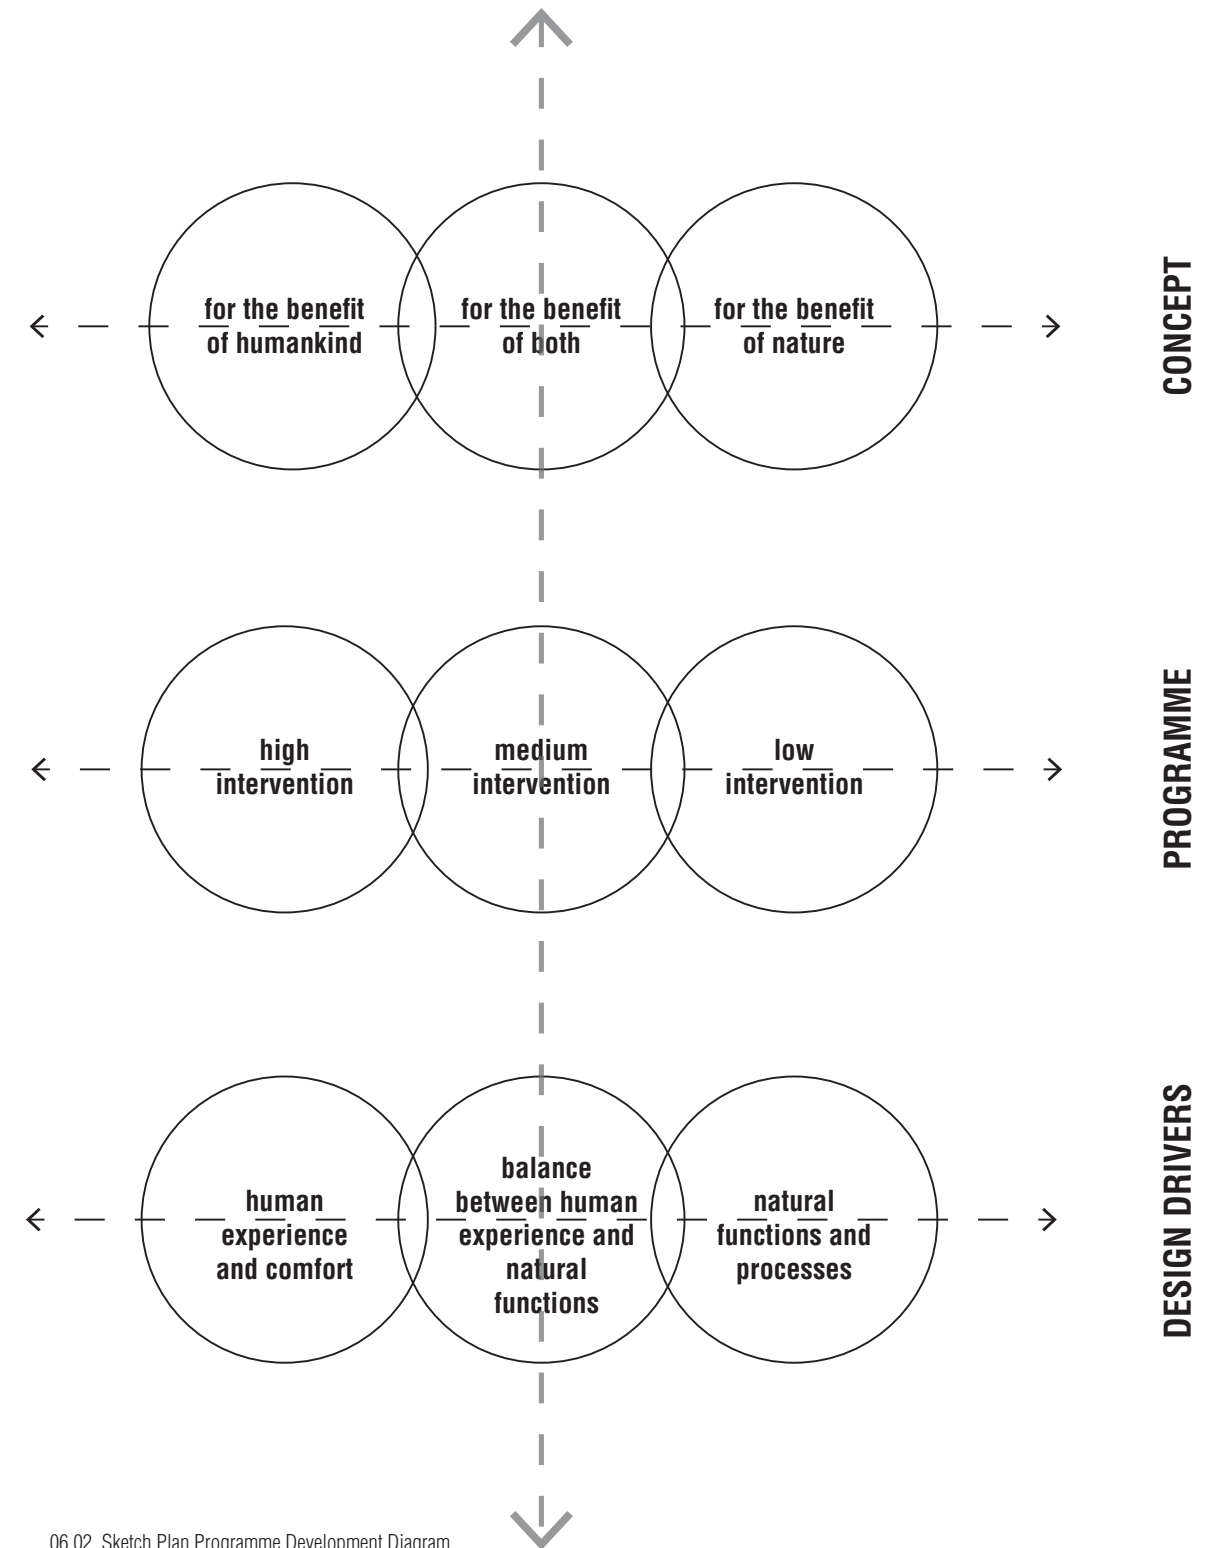 for the benefit
of humankind
for the benefit
of both
for the benefit
of nature
CONCEPT
high
intervention
medium
intervention
low
intervention
PROGRAMME
human
experience
and comfort
balance
between human
experience and
natural
functions
natural
functions and
processes
DESIGN DRIVERS
06.02. Sketch Plan Programme Development Diagram